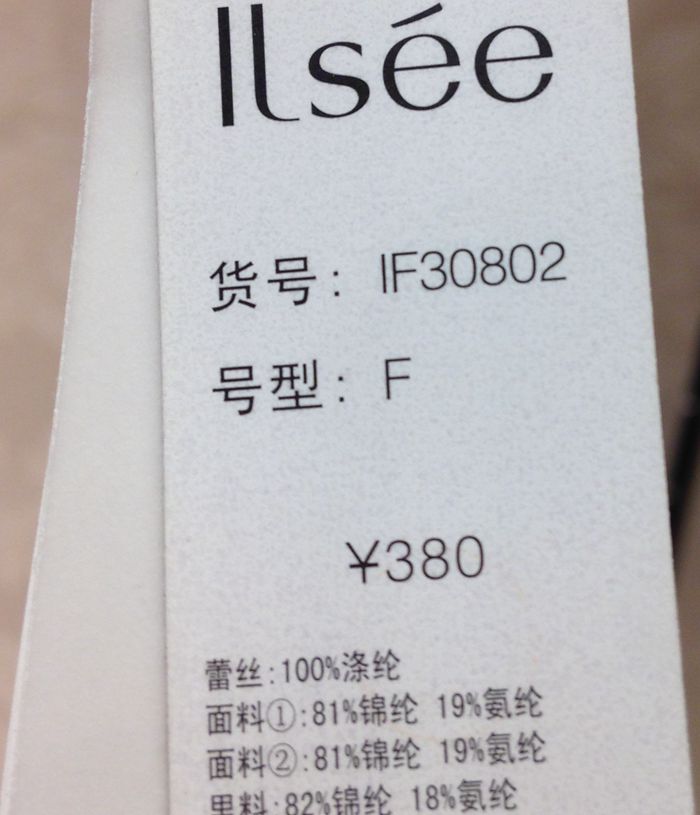 Ilsée
货号: IF30802
号型: F
¥380
蕾丝:100%涤纶
面料①:81%锦纶 19%氨纶
面料②:81%锦纶 19%氨纶
里料:82%锦纶 18%氨纶